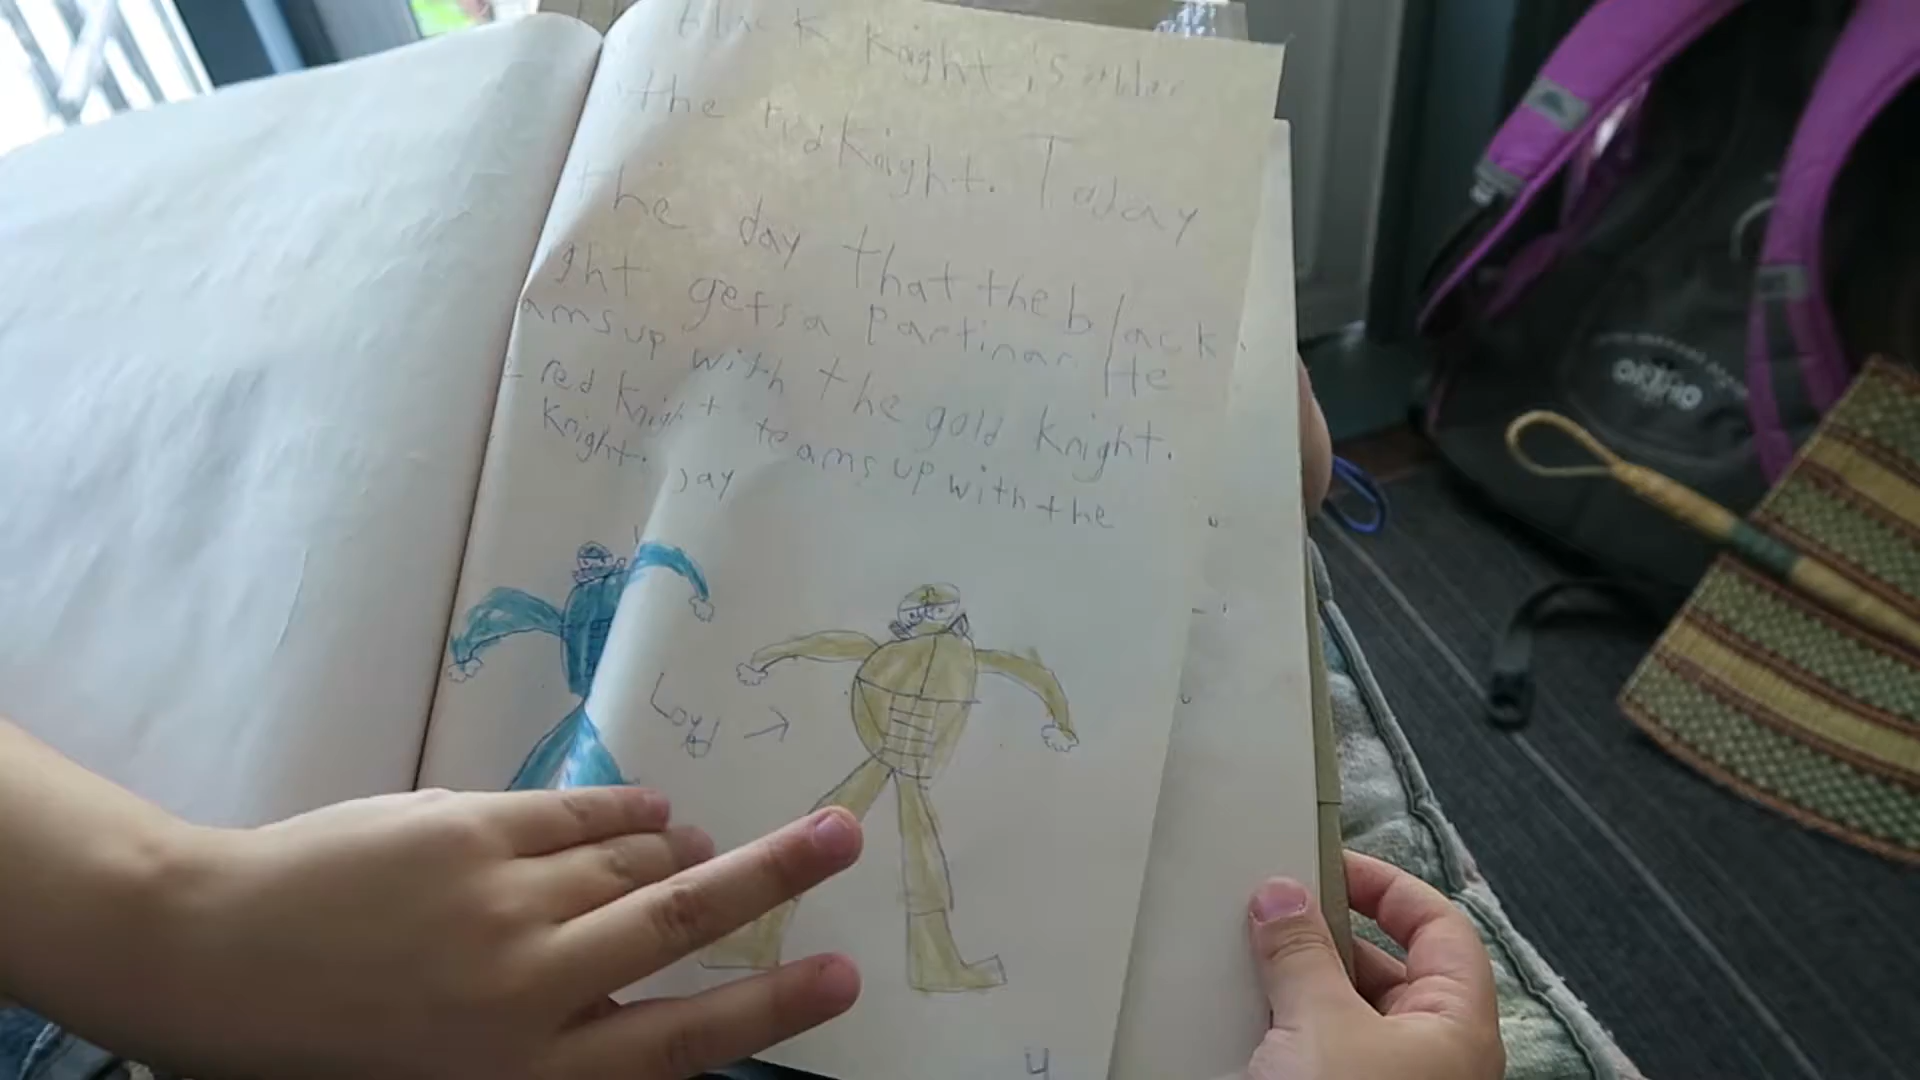 black Knight is older
the red Knight. Today
the day that the black
ght gets a Partinar. He
ams up with the gold Knight.
e red Knight teams up with the
Knight. Jay
Loyd →
4